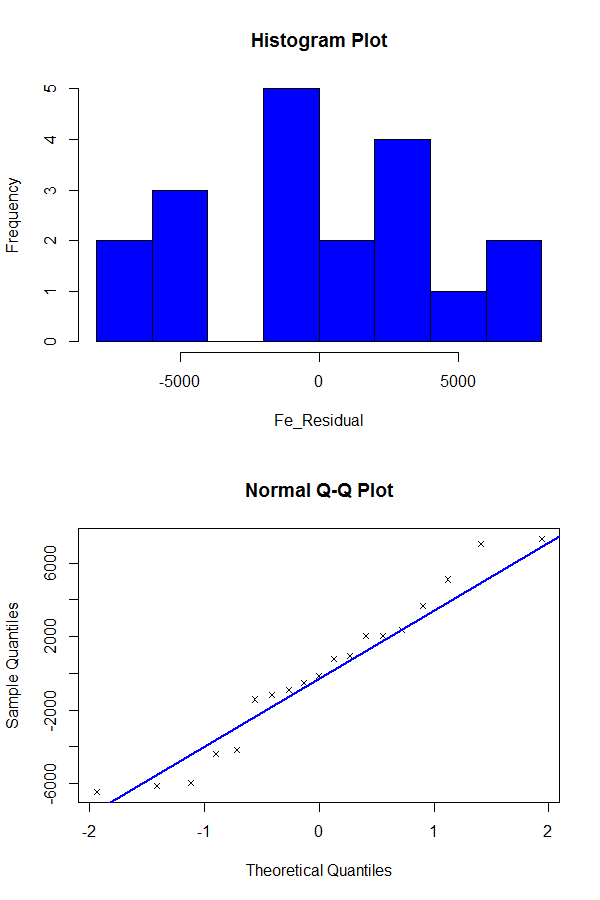 Histogram Plot
5
4
3
2
1
0
Frequency
-5000 0 5000
Fe_Residual
Normal Q-Q Plot
6000
2000
-2000
-6000
Sample Quantiles
-2 -1 0 1 2
Theoretical Quantiles